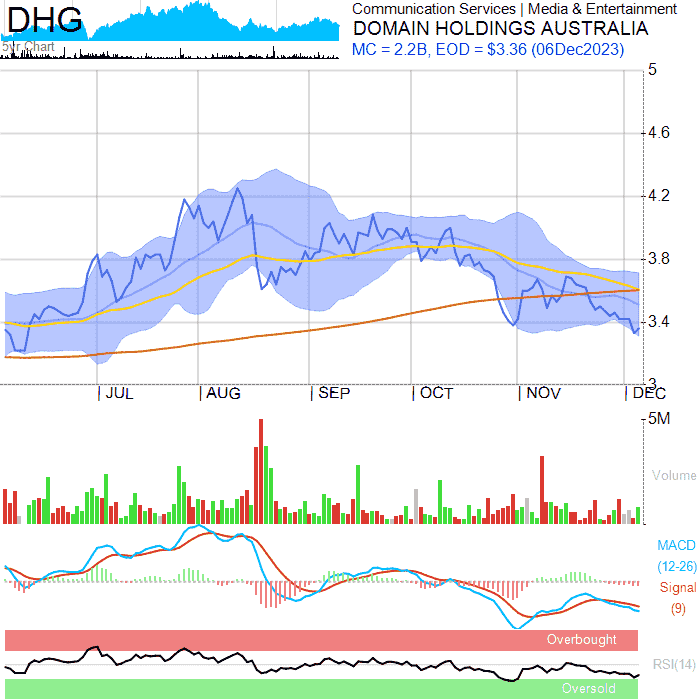 DHG
5yr Chart
Communication Services | Media & Entertainment
DOMAIN HOLDINGS AUSTRALIA
MC = 2.2B, EOD = $3.36 (06Dec2023)
5
4.6
4.2
3.8
3.4
3
JUL AUG SEP OCT NOV DEC
5M
Volume
MACD
(12-26)
Signal
(9)
Overbought
RSI(14)
Oversold